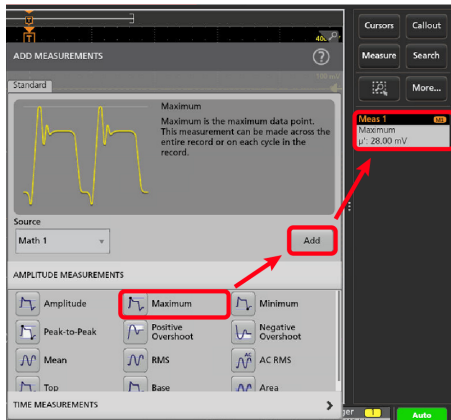 T
T
ADD MEASUREMENTS
?
Standard
Maximum
Maximum is the maximum data point.
This measurement can be made across the
entire record or on each cycle in the
record.
Source
Math 1
Add
AMPLITUDE MEASUREMENTS
Amplitude
Maximum
Minimum
Peak-to-Peak
Positive
Overshoot
Negative
Overshoot
Mean
RMS
AC RMS
Top
Base
Area
TIME MEASUREMENTS
Cursors
Callout
Measure
Search
More...
Meas 1
Maximum
µ': 28.00 mV
1
Auto